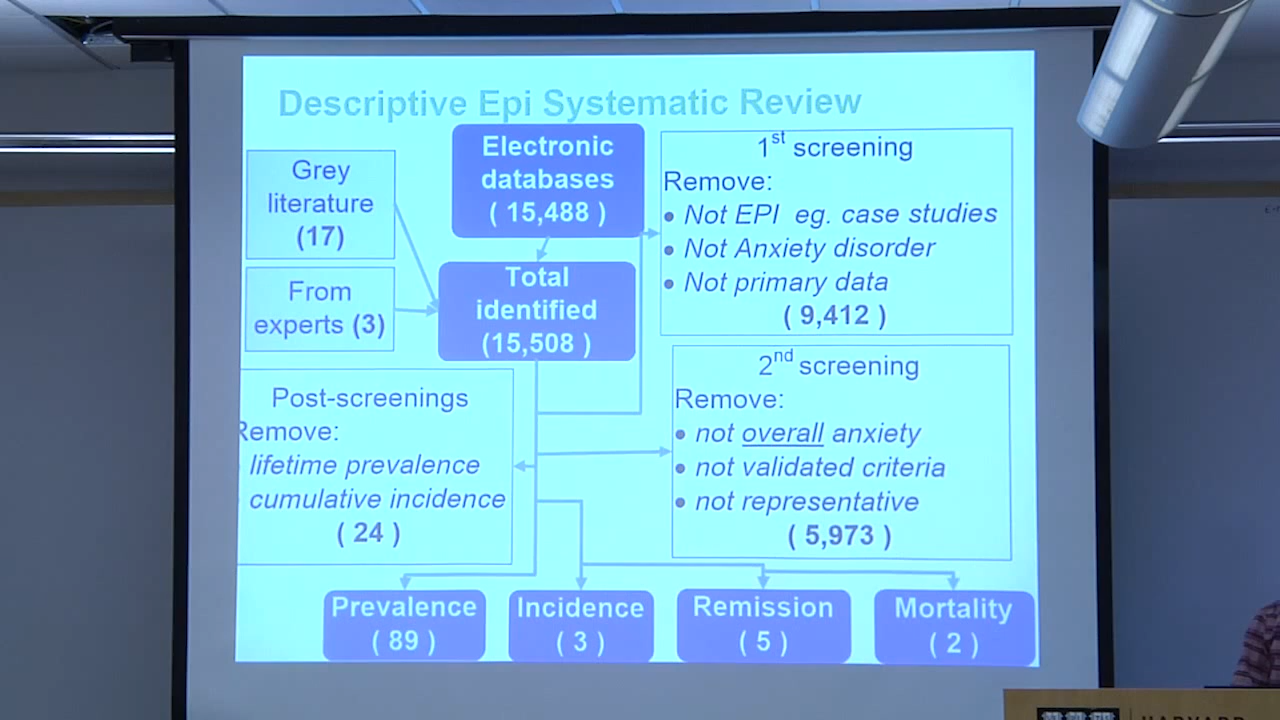 Descriptive Epi Systematic Review
Electronic
databases
( 15,488 )
Grey
literature
(17)
From
experts (3)
Total
identified
(15,508 )
1st screening
Remove:
• Not EPI eg. case studies
• Not Anxiety disorder
• Not primary data
( 9,412 )
Post-screenings
Remove:
lifetime prevalence
cumulative incidence
( 24 )
2nd screening
Remove:
• not overall anxiety
• not validated criteria
• not representative
( 5,973 )
Prevalence
( 89 )
Incidence
( 3 )
Remission
( 5 )
Mortality
( 2 )
HARVARD